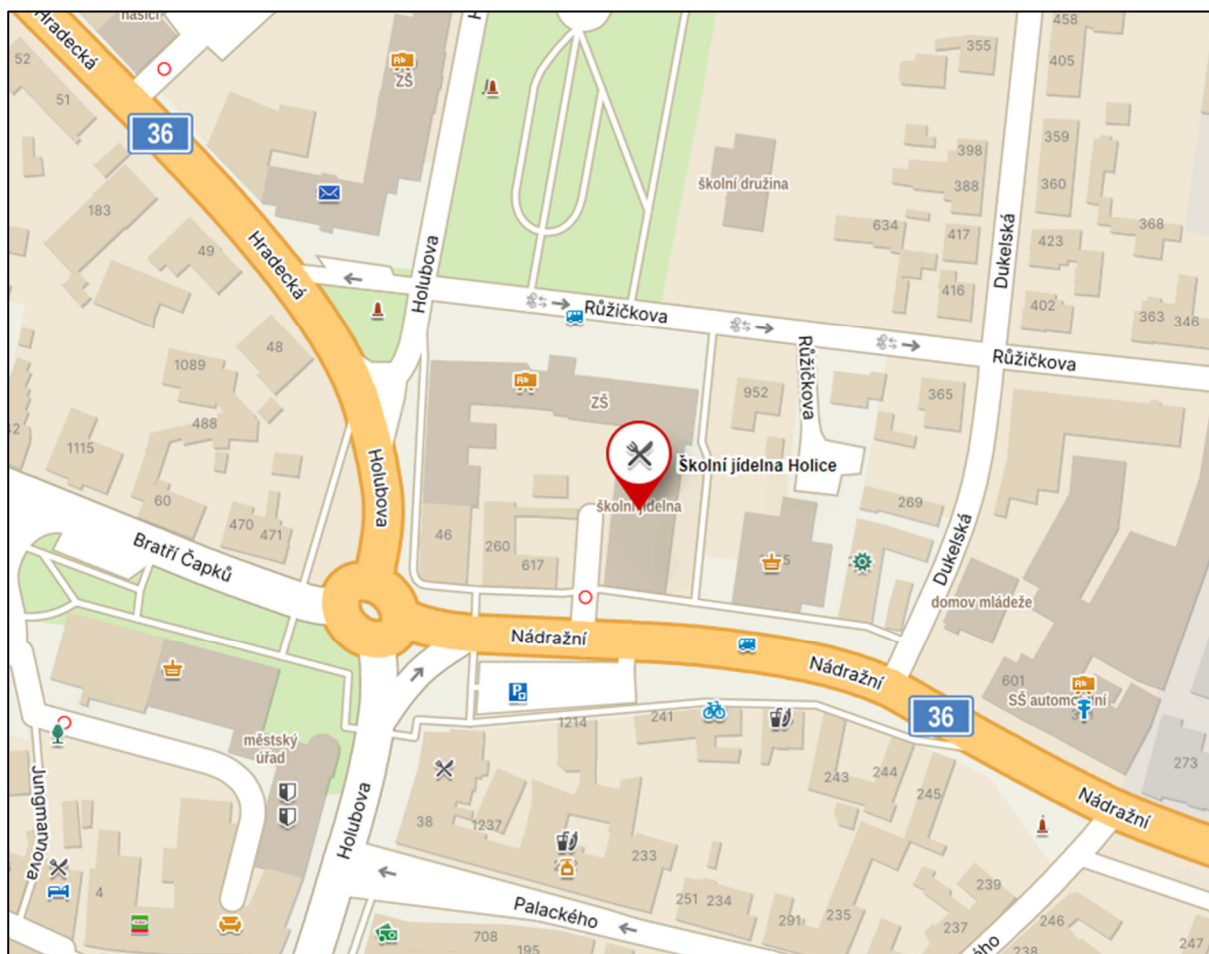 hasiči
Hradecká
52
51
36
183
49
Hradecká
ZŠ
Holubova
458
355
405
359
398
388
360
školní družina
634
417
423
368
Dukelská
416
402
363
346
Růžičkova
Růžičkova
Růžičkova
48
1089
488
1115
60
470
471
Holubova
ZŠ
952
365
Školní jídelna Holice
školní jídelna
46
260
617
269
Dukelská
domov mládeže
Bratří Čapků
Nádražní
Nádražní
601
SŠ automobilní
36
273
Nádražní
městský
úřad
1214
241
243
244
245
Jungmannova
Holubova
38
1237
233
4
Palackého
251
234
291
235
239
237
246
247
238
708
195